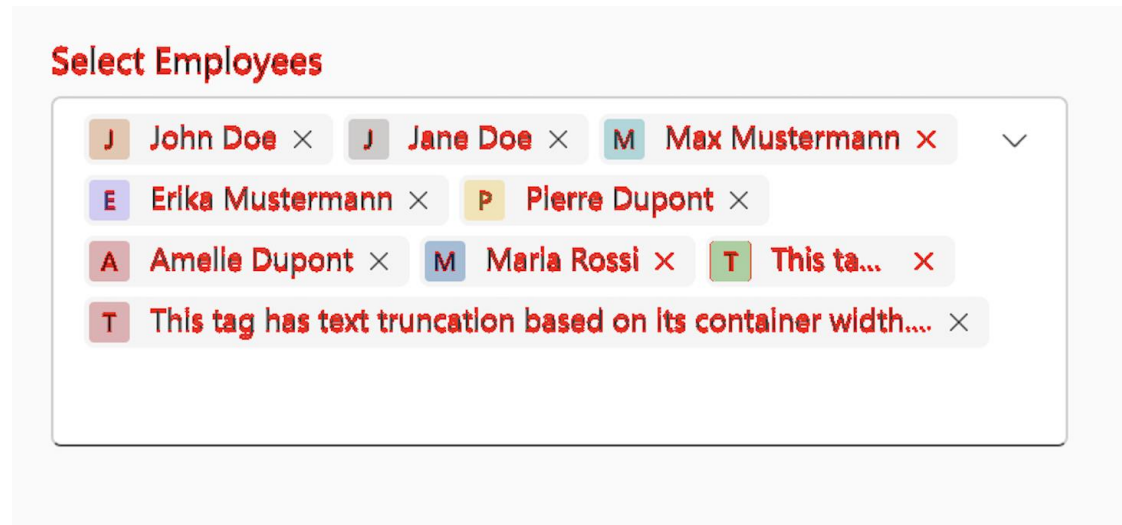 Select Employees
J John Doe × J Jane Doe × M Max Mustermann ×
E Erika Mustermann × P Pierre Dupont ×
A Amelie Dupont × M Maria Rossi × T This ta... ×
T This tag has text truncation based on its container width.... ×